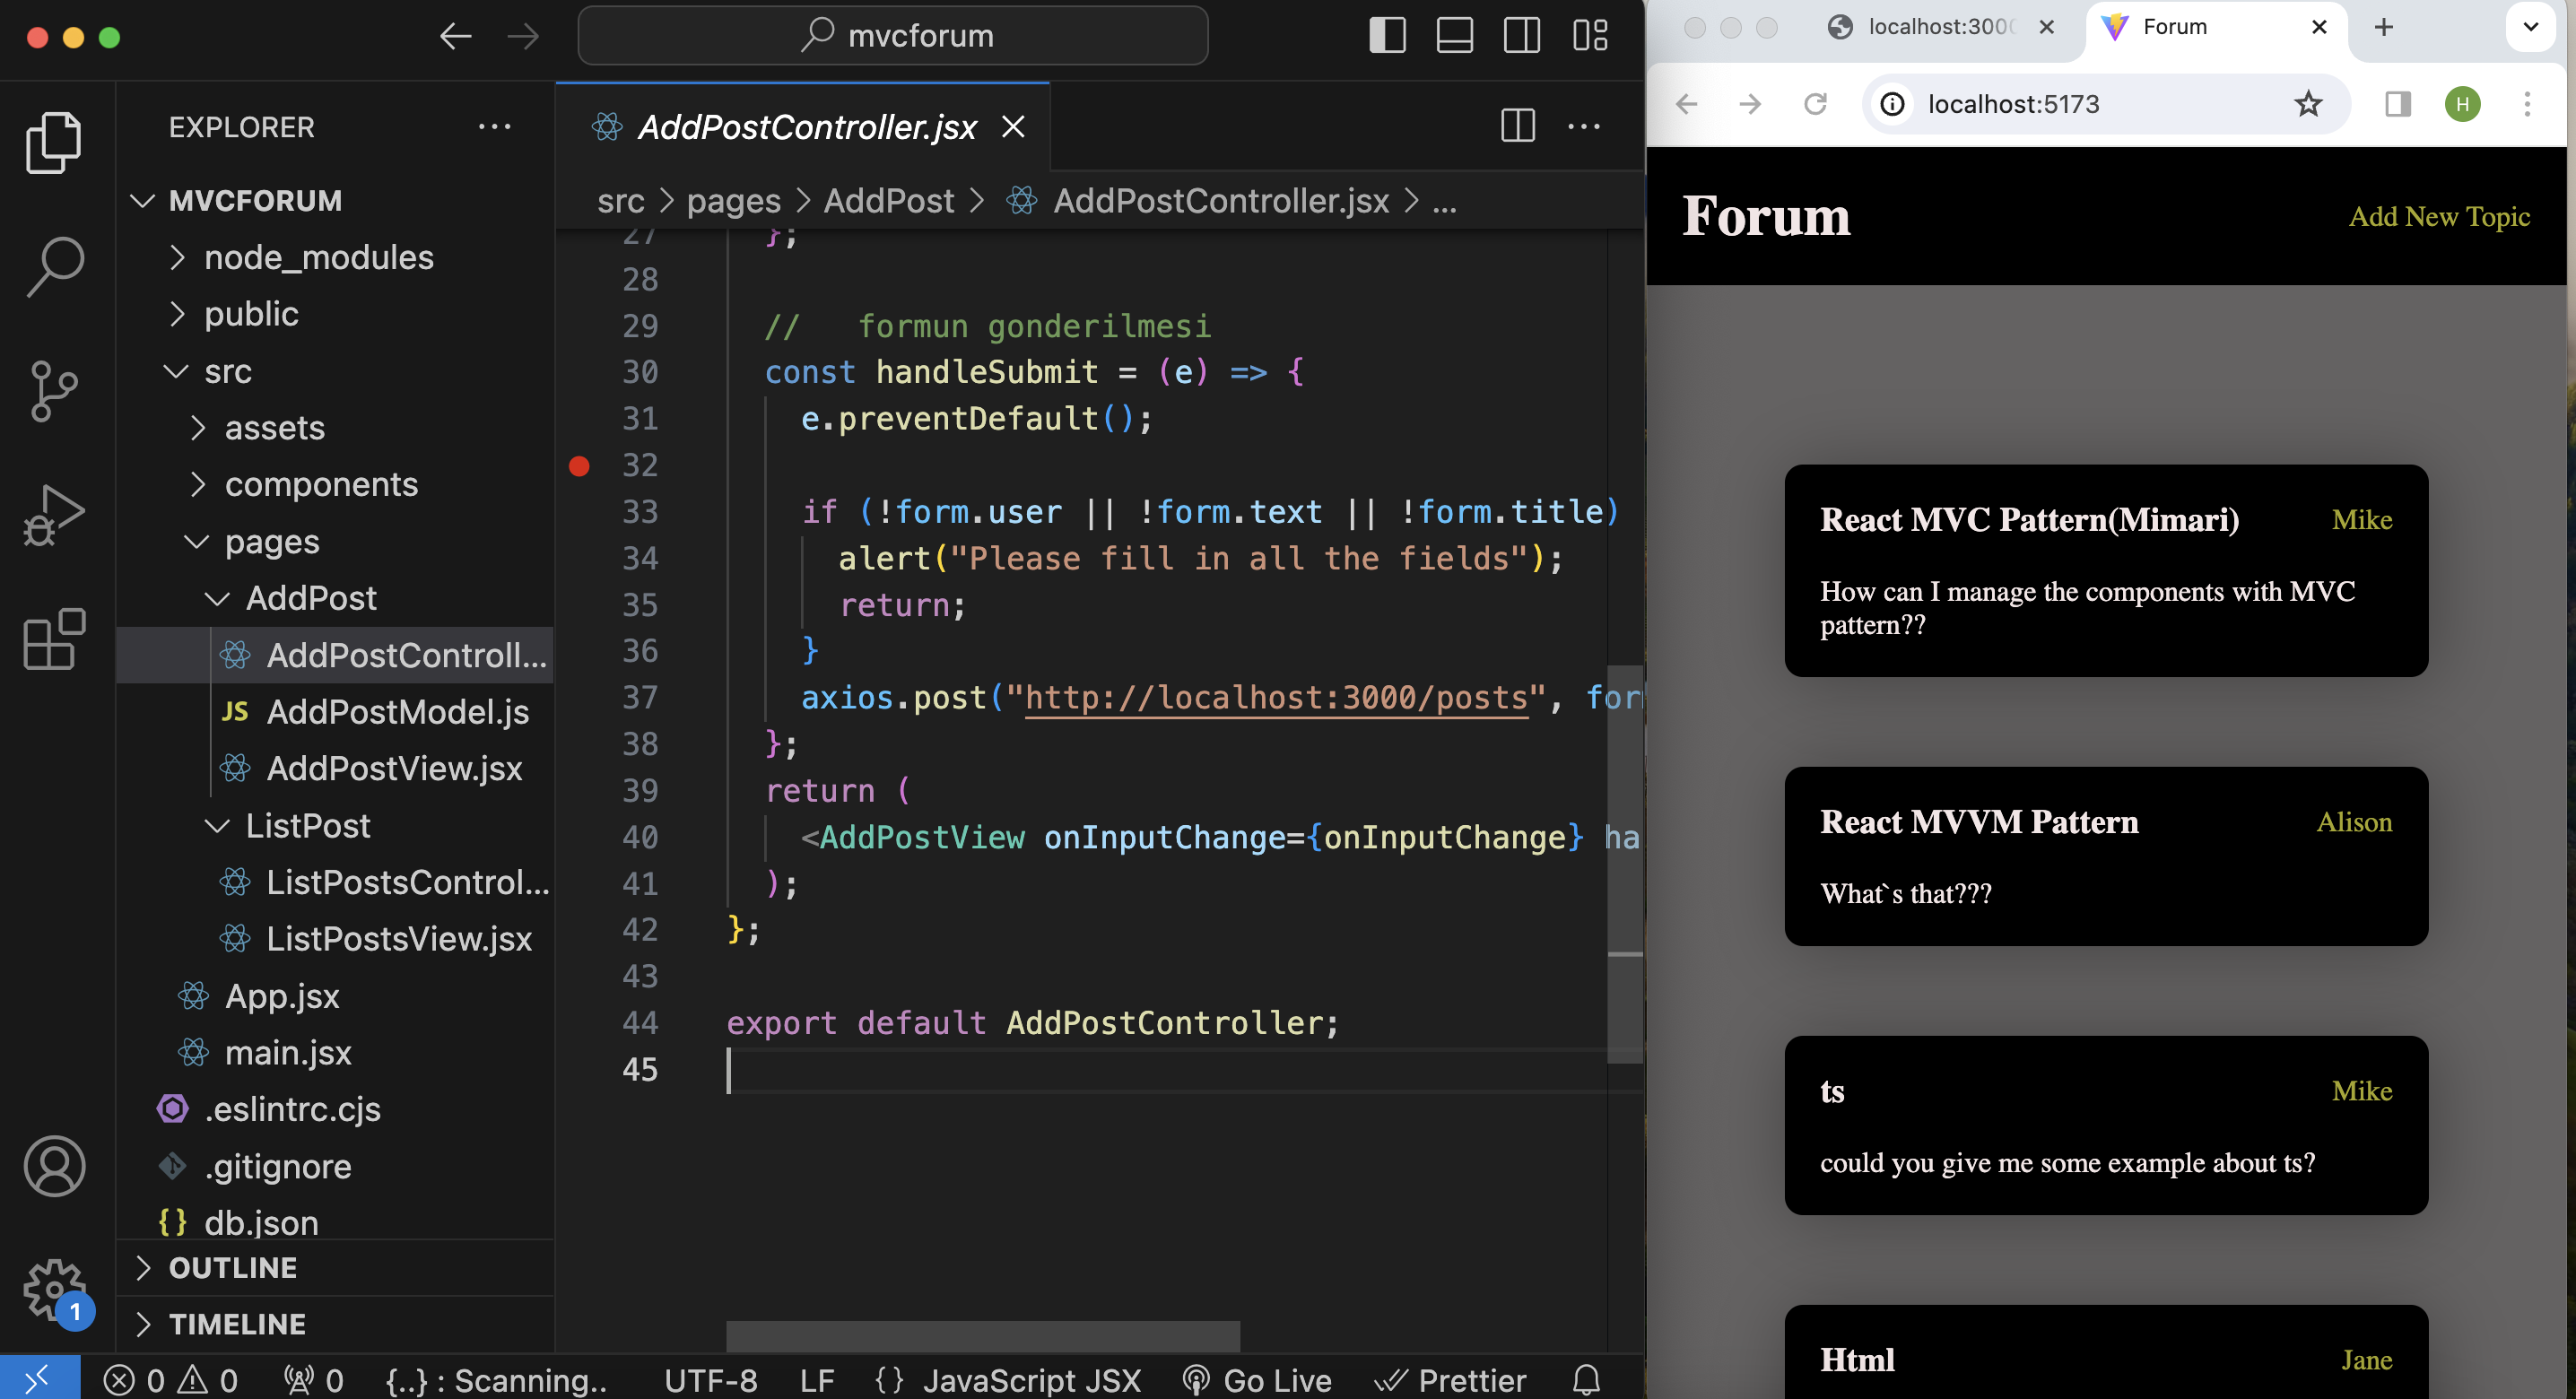 mvcforum
EXPLORER
MVCFORUM
node_modules
public
src
assets
components
pages
AddPost
AddPostControll...
JS AddPostModel.js
AddPostView.jsx
ListPost
ListPostsControl...
ListPostsView.jsx
App.jsx
main.jsx
.eslintrc.cjs
.gitignore
{} db.json
OUTLINE
TIMELINE
1
AddPostController.jsx
src > pages > AddPost > AddPostController.jsx > ...
27 };
28
29 //   formun gonderilmesi
30 const handleSubmit = (e) => {
31 e.preventDefault();
32
33 if (!form.user || !form.text || !form.title)
34 alert("Please fill in all the fields");
35 return;
36 }
37 axios.post("http://localhost:3000/posts", for
38 };
39 return (
40 <AddPostView onInputChange={onInputChange} ha
41 );
42 };
43
44 export default AddPostController;
45
0 0 0 {..} : Scanning.. UTF-8 LF {} JavaScript JSX Go Live Prettier
localhost:3000
Forum
localhost:5173
H
Forum
Add New Topic
React MVC Pattern(Mimari)
Mike
How can I manage the components with MVC
pattern??
React MVVM Pattern
Alison
What`s that???
ts
Mike
could you give me some example about ts?
Html
Jane